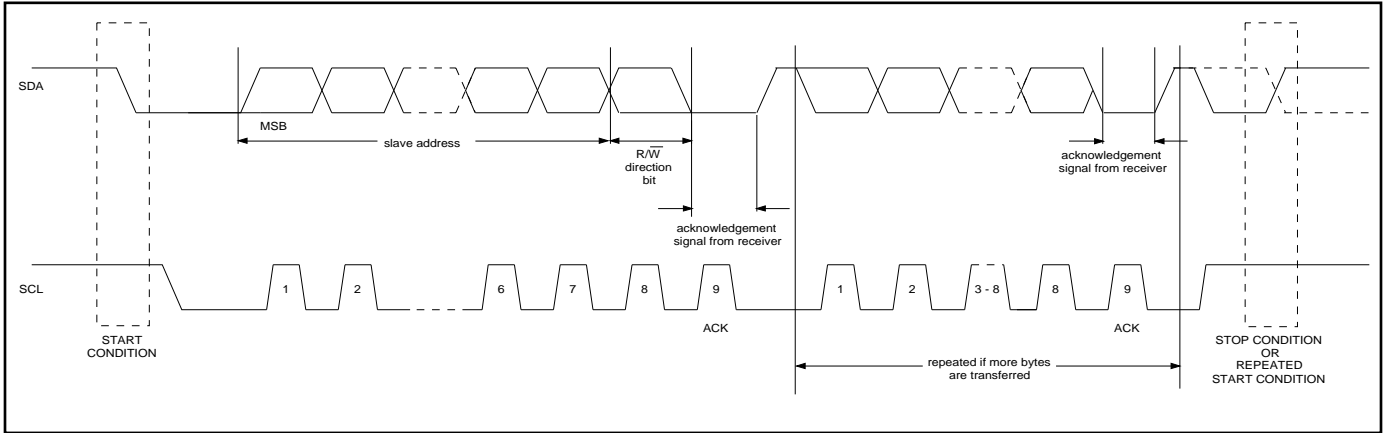 SDA
MSB
slave address
R/W̅
direction
bit
acknowledgement
signal from receiver
acknowledgement
signal from receiver
SCL
1
2
6
7
8
9
1
2
3 - 8
8
9
ACK
ACK
START
CONDITION
repeated if more bytes
are transferred
STOP CONDITION
OR
REPEATED
START CONDITION